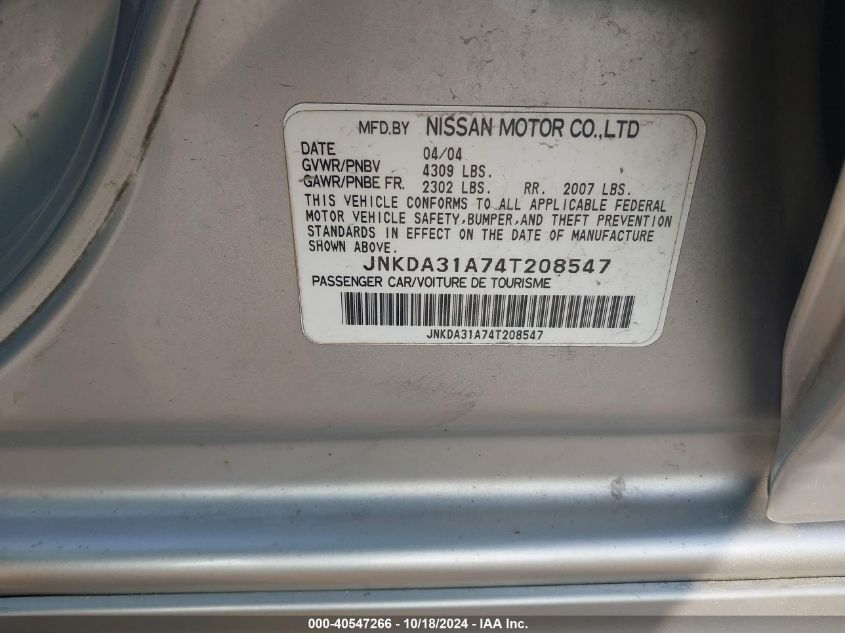 MFD.BY NISSAN MOTOR CO.,LTD
DATE 04/04
GVWR/PNBV 4309 LBS.
GAWR/PNBE FR. 2302 LBS. RR. 2007 LBS.
THIS VEHICLE CONFORMS TO ALL APPLICABLE FEDERAL
MOTOR VEHICLE SAFETY,BUMPER,AND THEFT PREVENTION
STANDARDS IN EFFECT ON THE DATE OF MANUFACTURE
SHOWN ABOVE.
JNKDA31A74T208547
PASSENGER CAR/VOITURE DE TOURISME
JNKDA31A74T208547
000-40547266 - 10/18/2024 - IAA Inc.